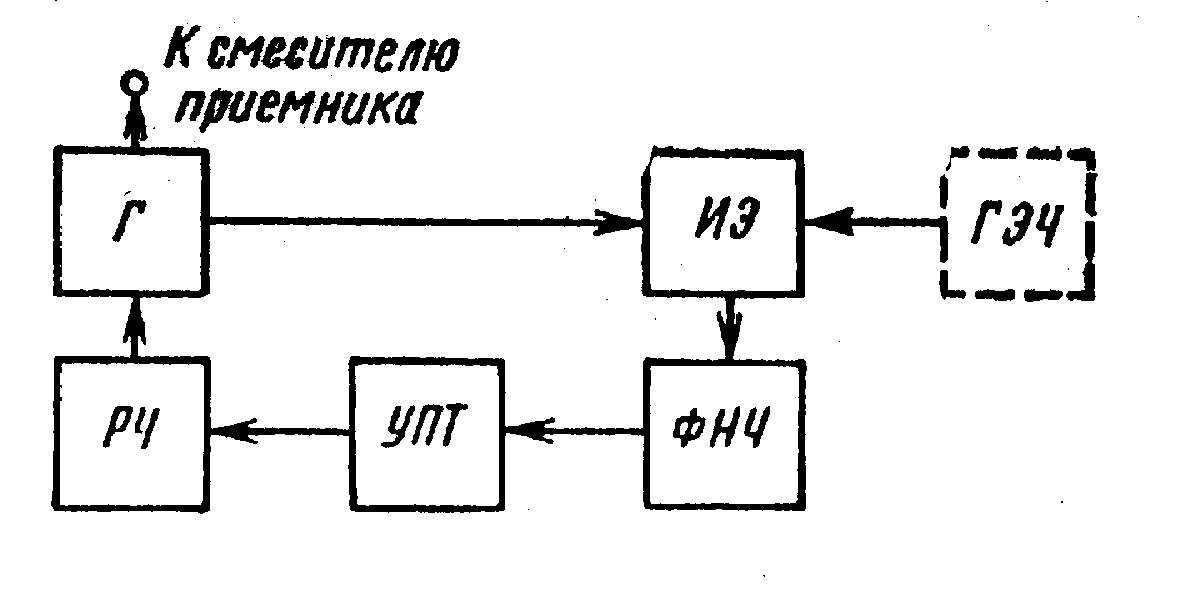 К смесителю
приемника
Г
ИЭ
ГЭЧ
РЧ
УПТ
ФНЧ